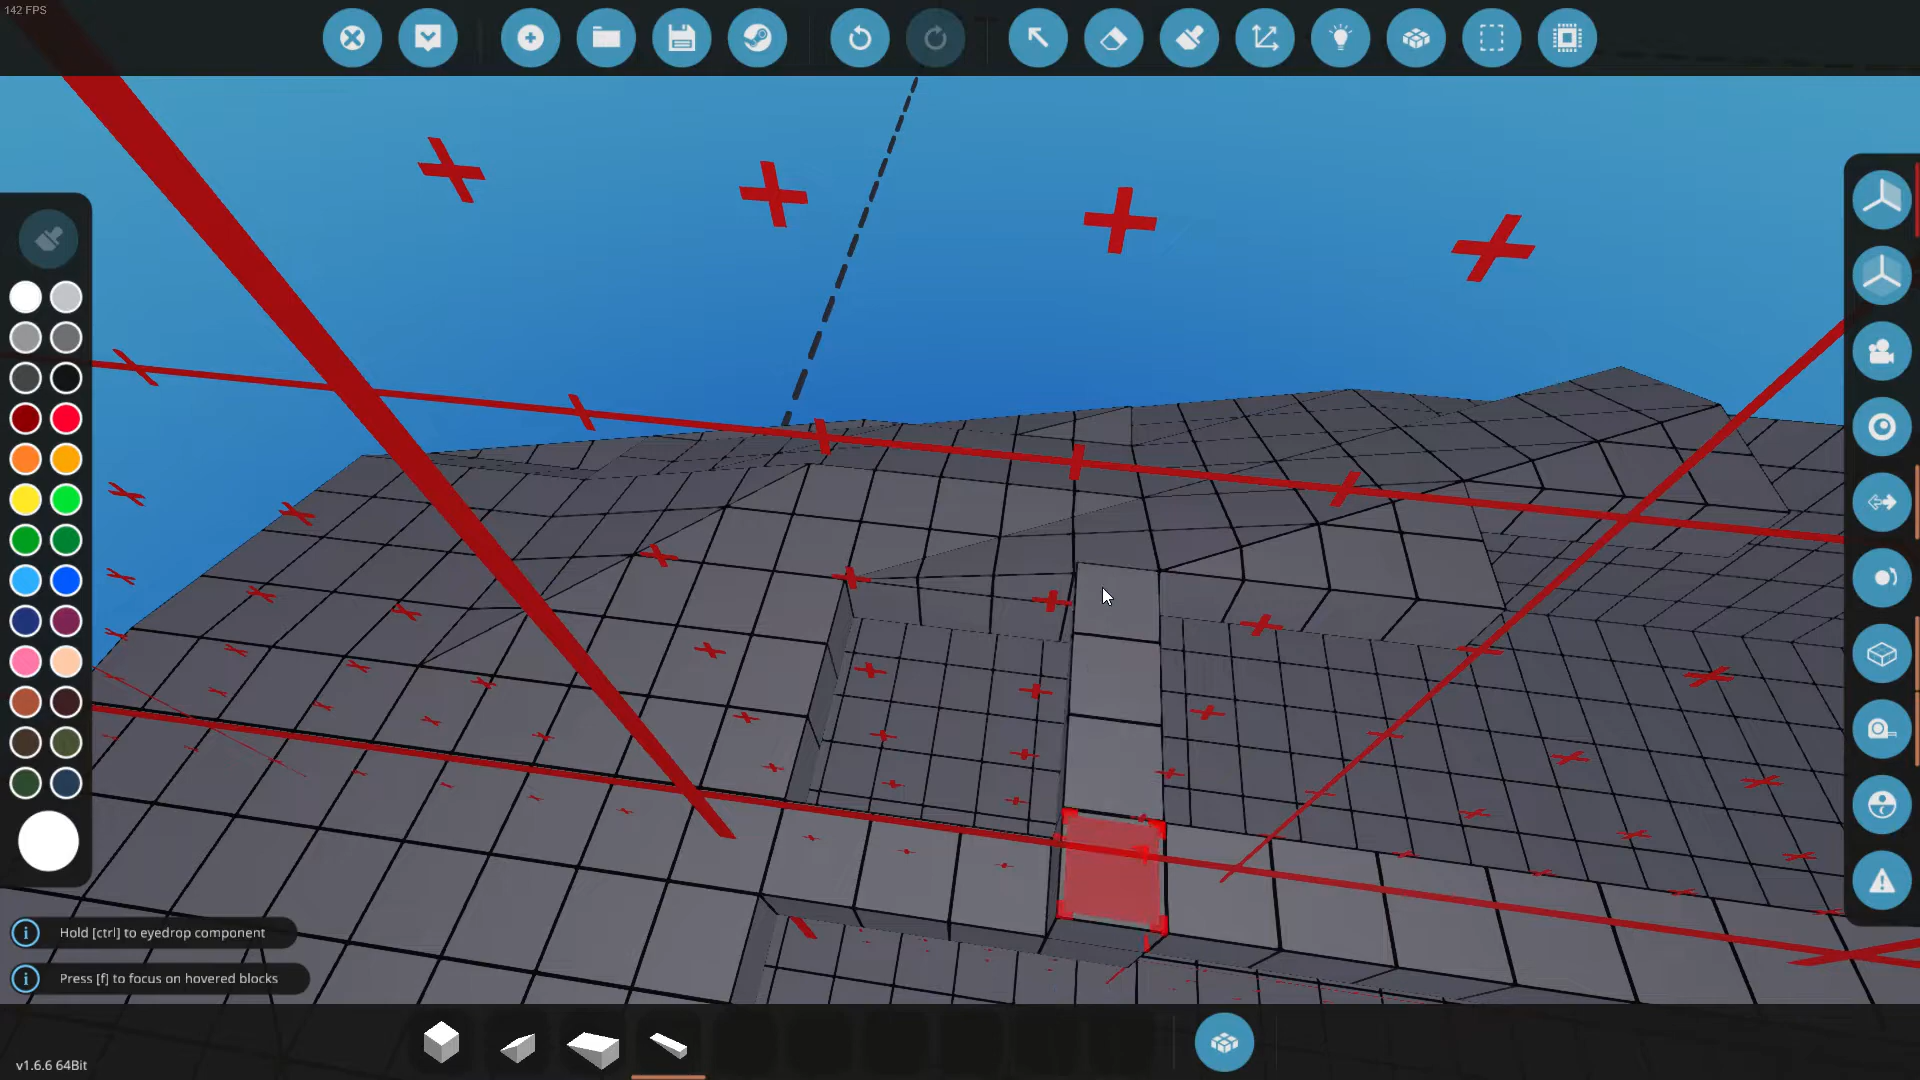 142 FPS
Hold [ctrl] to eyedrop component
Press [f] to focus on hovered blocks
v1.6.6 64Bit